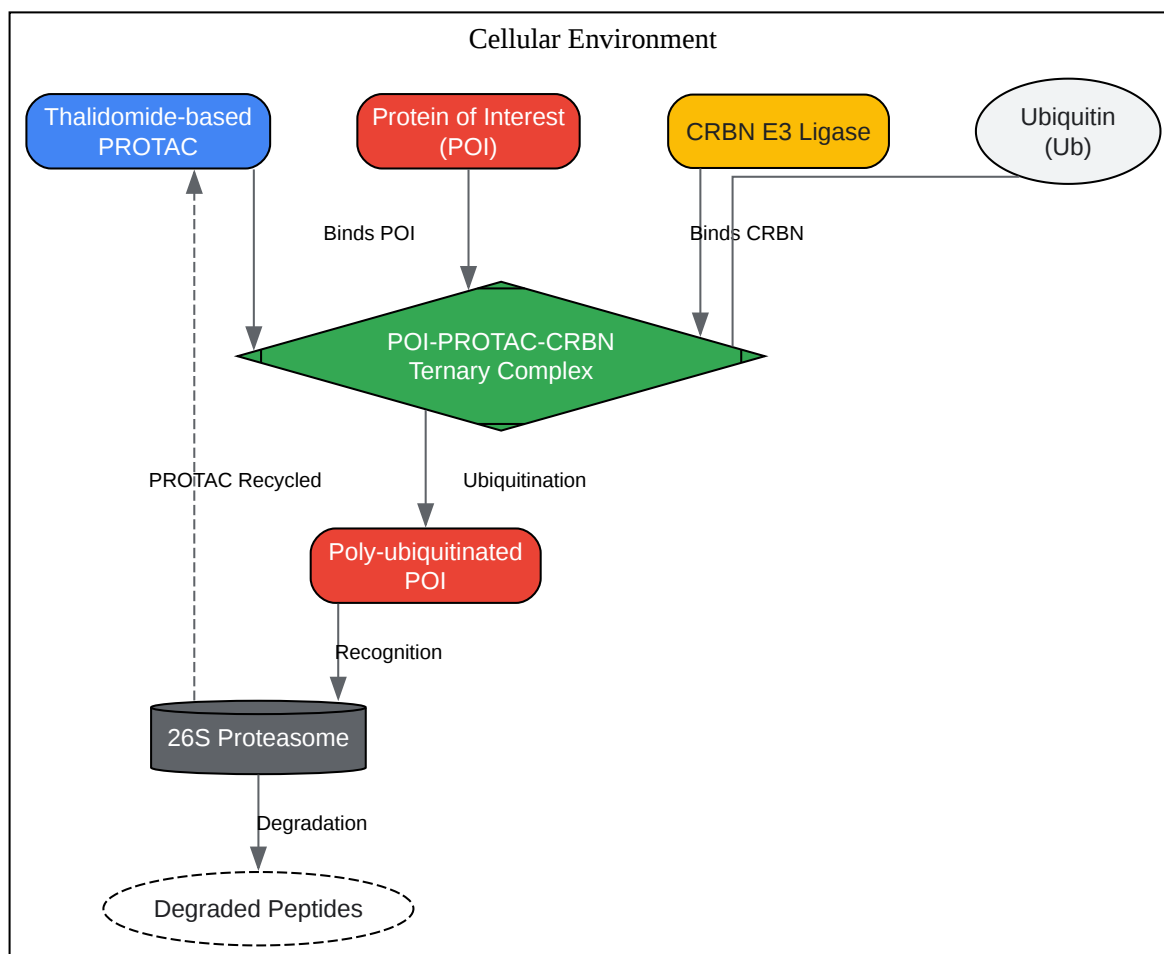 Cellular Environment
Thalidomide-based
PROTAC
Protein of Interest
(POI)
CRBN E3 Ligase
Ubiquitin
(Ub)
Binds POI
Binds CRBN
POI-PROTAC-CRBN
Ternary Complex
PROTAC Recycled
Ubiquitination
Poly-ubiquitinated
POI
Recognition
26S Proteasome
Degradation
Degraded Peptides